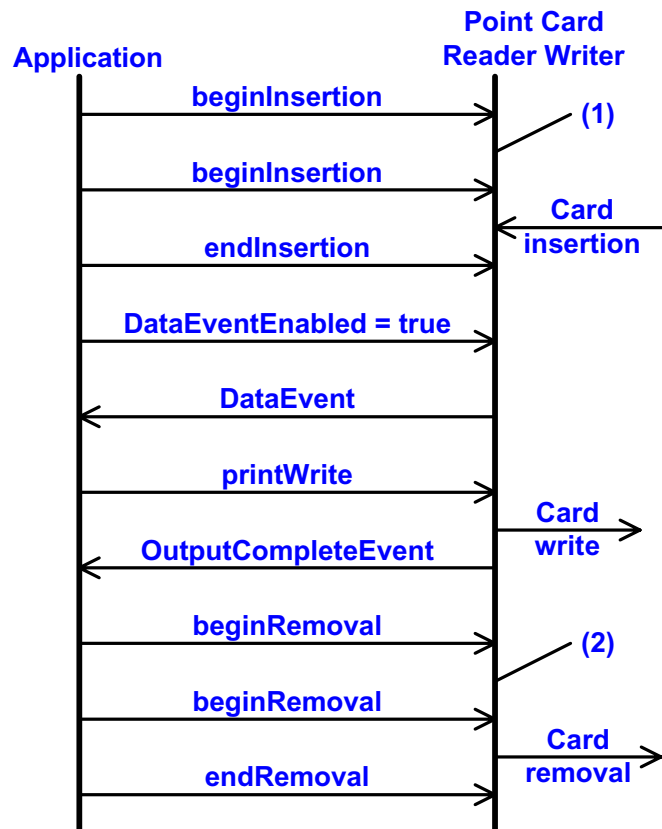 Application
Point Card
Reader Writer
beginInsertion
(1)
beginInsertion
Card
insertion
endInsertion
DataEventEnabled = true
DataEvent
printWrite
Card
write
OutputCompleteEvent
beginRemoval
(2)
beginRemoval
Card
removal
endRemoval